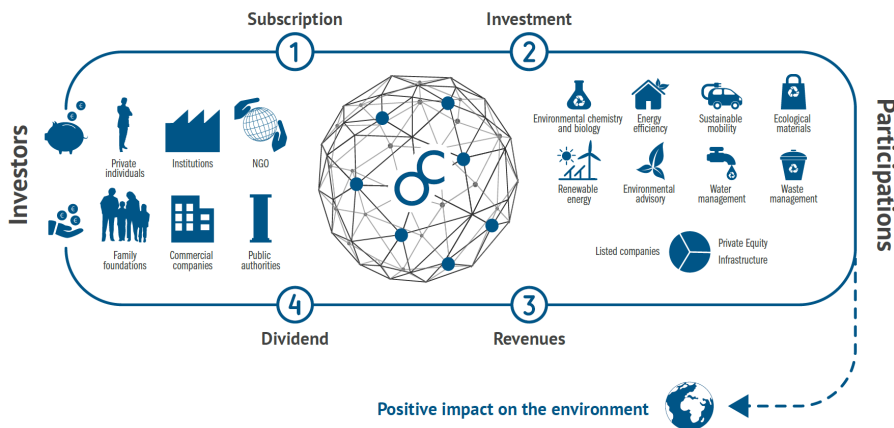 Subscription
1
Investment
2
Investors
€
€
€
Private
individuals
Institutions
NGO
€
€
€
Family
foundations
Commercial
companies
Public
authorities
OC
Environmental chemistry
and biology
Energy
efficiency
Sustainable
mobility
Ecological
materials
Renewable
energy
Environmental
advisory
Water
management
Waste
management
Listed companies
Private Equity
Infrastructure
Participations
4
Dividend
3
Revenues
Positive impact on the environment